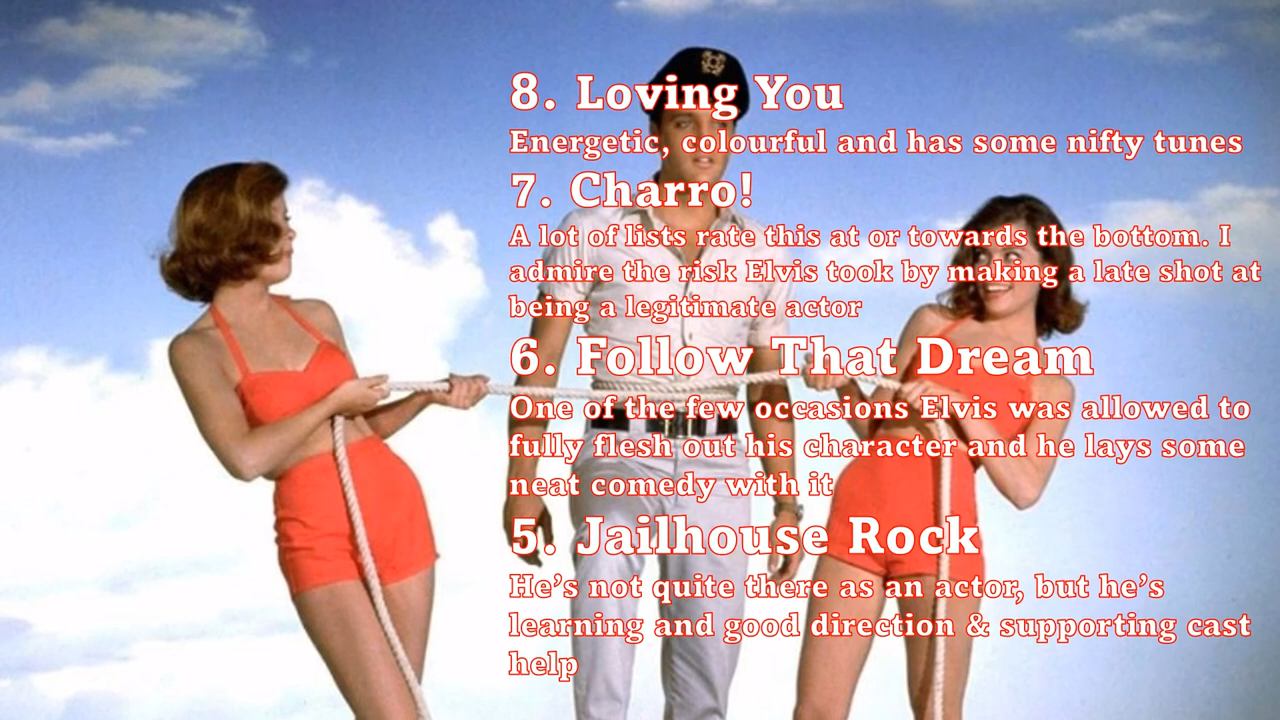 8. Loving You
Energetic, colourful and has some nifty tunes
7. Charro!
A lot of lists rate this at or towards the bottom. I
admire the risk Elvis took by making a late shot at
being a legitimate actor
6. Follow That Dream
One of the few occasions Elvis was allowed to
fully flesh out his character and he lays some
neat comedy with it
5. Jailhouse Rock
He’s not quite there as an actor, but he’s
learning and good direction & supporting cast
help